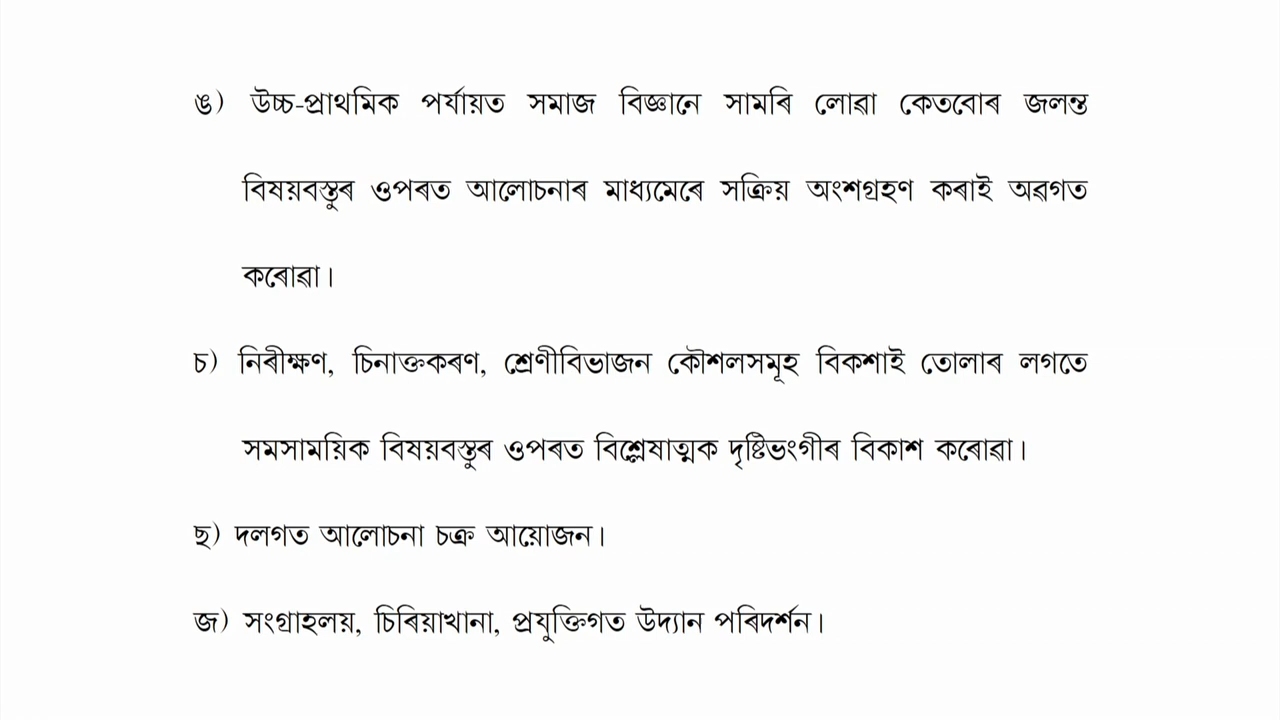 ঙ) উচ্চ-প্ৰাথমিক পৰ্যায়ত সমাজ বিজ্ঞানে সামৰি লোৱা কেতবোৰ জলন্ত
বিষয়বস্তুৰ ওপৰত আলোচনাৰ মাধ্যমেৰে সক্ৰিয় অংশগ্ৰহণ কৰাই অৱগত
কৰোৱা।
চ) নিৰীক্ষণ, চিনাক্তকৰণ, শ্ৰেণীবিভাজন কৌশলসমূহ বিকশাই তোলাৰ লগতে
সমসাময়িক বিষয়বস্তুৰ ওপৰত বিশ্লেষাত্মক দৃষ্টিভংগীৰ বিকাশ কৰোৱা।
ছ) দলগত আলোচনা চক্ৰ আয়োজন।
জ) সংগ্ৰাহলয়, চিৰিয়াখানা, প্ৰযুক্তিগত উদ্যান পৰিদৰ্শন।